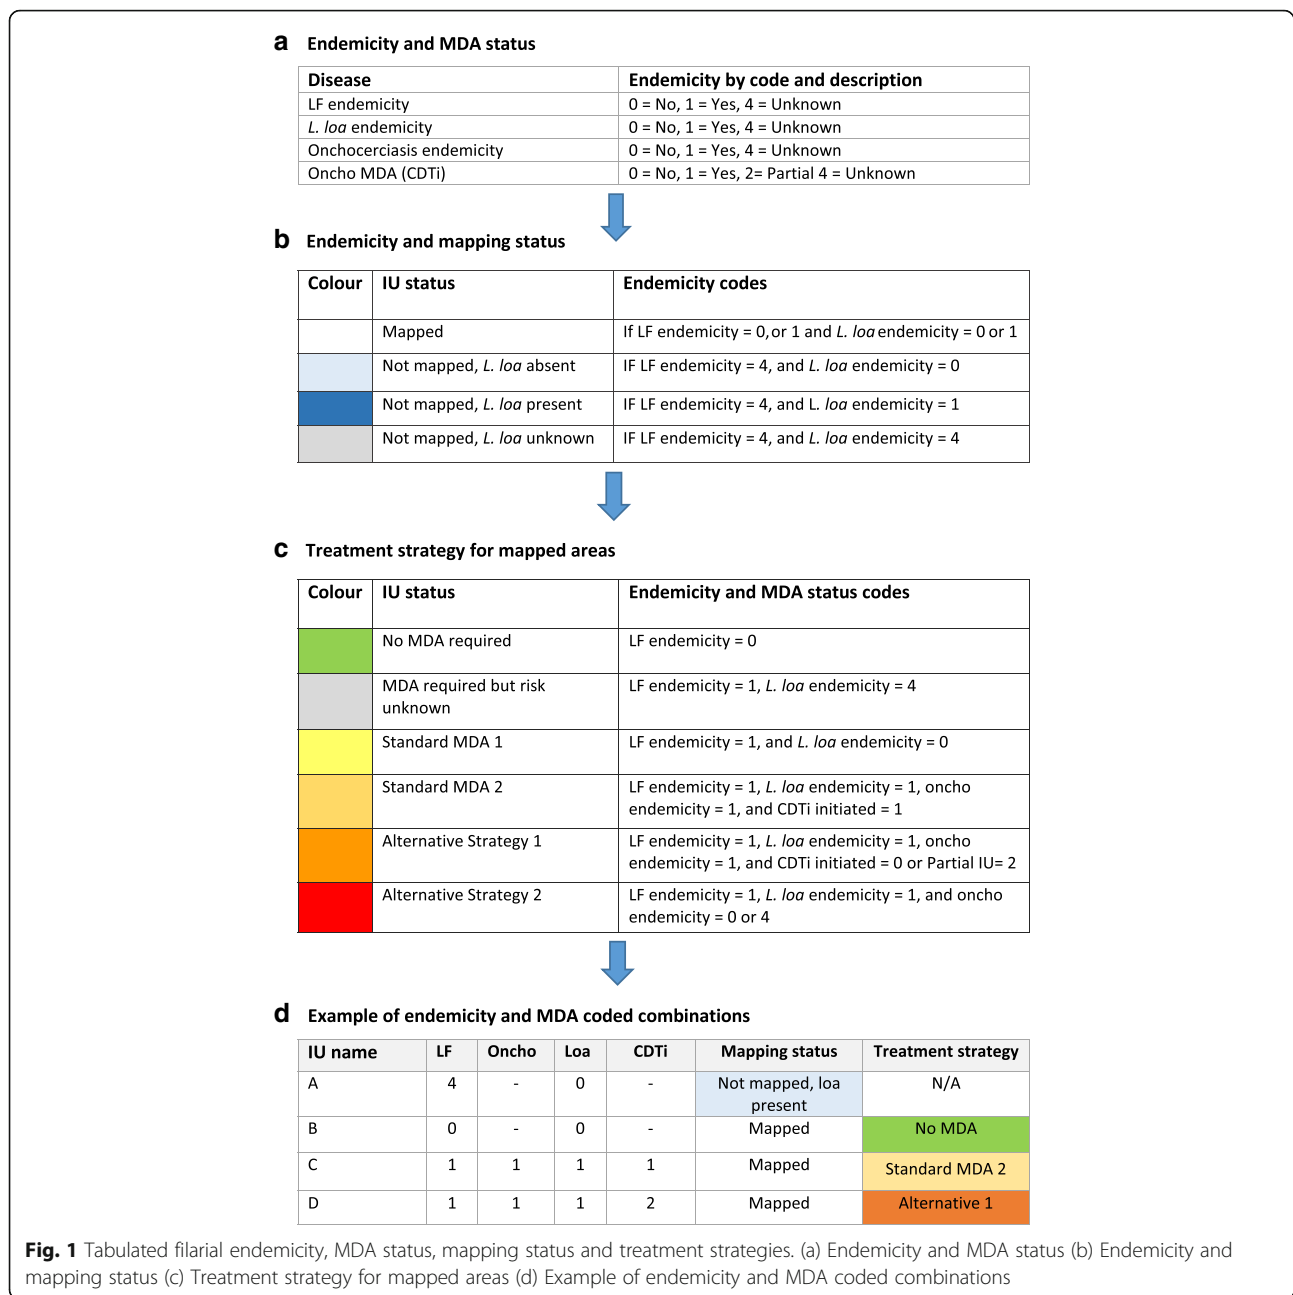 a Endemicity and MDA status
Disease Endemicity by code and description
LF endemicity 0 = No, 1 = Yes, 4 = Unknown
L. loa endemicity 0 = No, 1 = Yes, 4 = Unknown
Onchocerciasis endemicity 0 = No, 1 = Yes, 4 = Unknown
Oncho MDA (CDTi) 0 = No, 1 = Yes, 2= Partial 4 = Unknown
b Endemicity and mapping status
Colour IU status Endemicity codes
Mapped If LF endemicity = 0, or 1 and L. loa endemicity = 0 or 1
Not mapped, L. loa absent IF LF endemicity = 4, and L. loa endemicity = 0
Not mapped, L. loa present IF LF endemicity = 4, and L. loa endemicity = 1
Not mapped, L. loa unknown IF LF endemicity = 4, and L. loa endemicity = 4
c Treatment strategy for mapped areas
Colour IU status Endemicity and MDA status codes
No MDA required LF endemicity = 0
MDA required but risk
unknown
LF endemicity = 1, L. loa endemicity = 4
Standard MDA 1 LF endemicity = 1, and L. loa endemicity = 0
Standard MDA 2 LF endemicity = 1, L. loa endemicity = 1, oncho
endemicity = 1, and CDTi initiated = 1
Alternative Strategy 1 LF endemicity = 1, L. loa endemicity = 1, oncho
endemicity = 1, and CDTi initiated = 0 or Partial IU= 2
Alternative Strategy 2 LF endemicity = 1, L. loa endemicity = 1, and oncho
endemicity = 0 or 4
d Example of endemicity and MDA coded combinations
IU name LF Oncho Loa CDTi Mapping status Treatment strategy
A 4 - 0 - Not mapped, loa
present
N/A
B 0 - 0 - Mapped No MDA
C 1 1 1 1 Mapped Standard MDA 2
D 1 1 1 2 Mapped Alternative 1
Fig. 1 Tabulated filarial endemicity, MDA status, mapping status and treatment strategies. (a) Endemicity and MDA status (b) Endemicity and
mapping status (c) Treatment strategy for mapped areas (d) Example of endemicity and MDA coded combinations